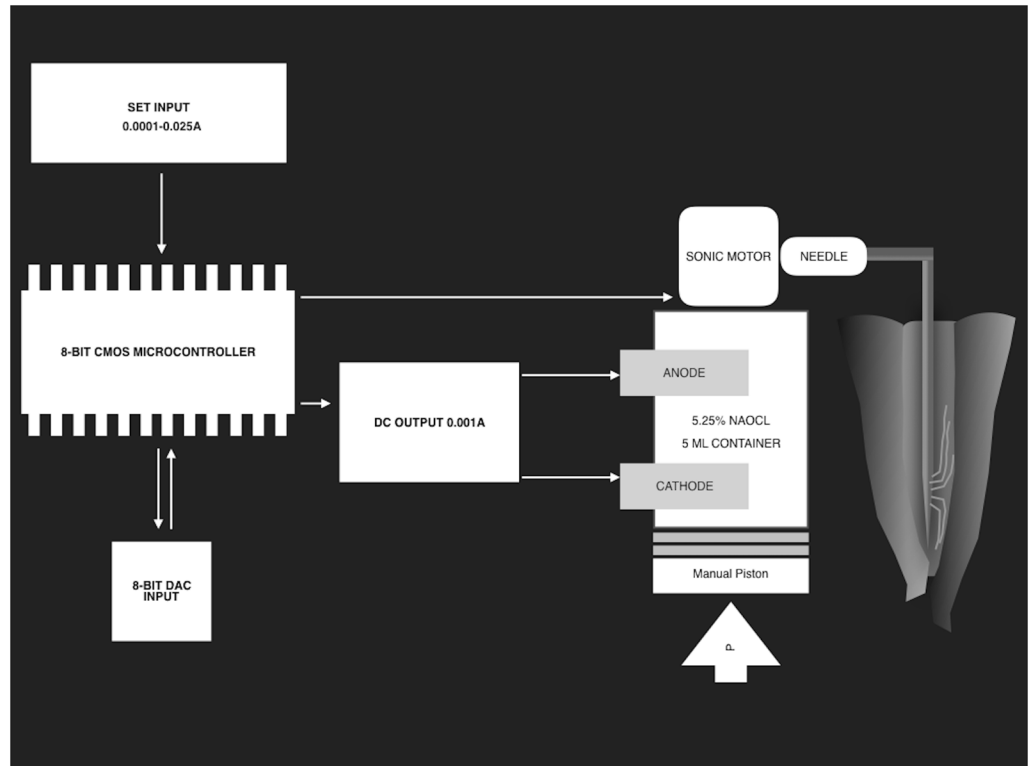 SET INPUT
0.0001-0.025A
SONIC MOTOR
NEEDLE
8-BIT CMOS MICROCONTROLLER
DC OUTPUT 0.001A
ANODE
5.25% NAOCL
5 ML CONTAINER
CATHODE
8-BIT DAC
INPUT
Manual Piston
P